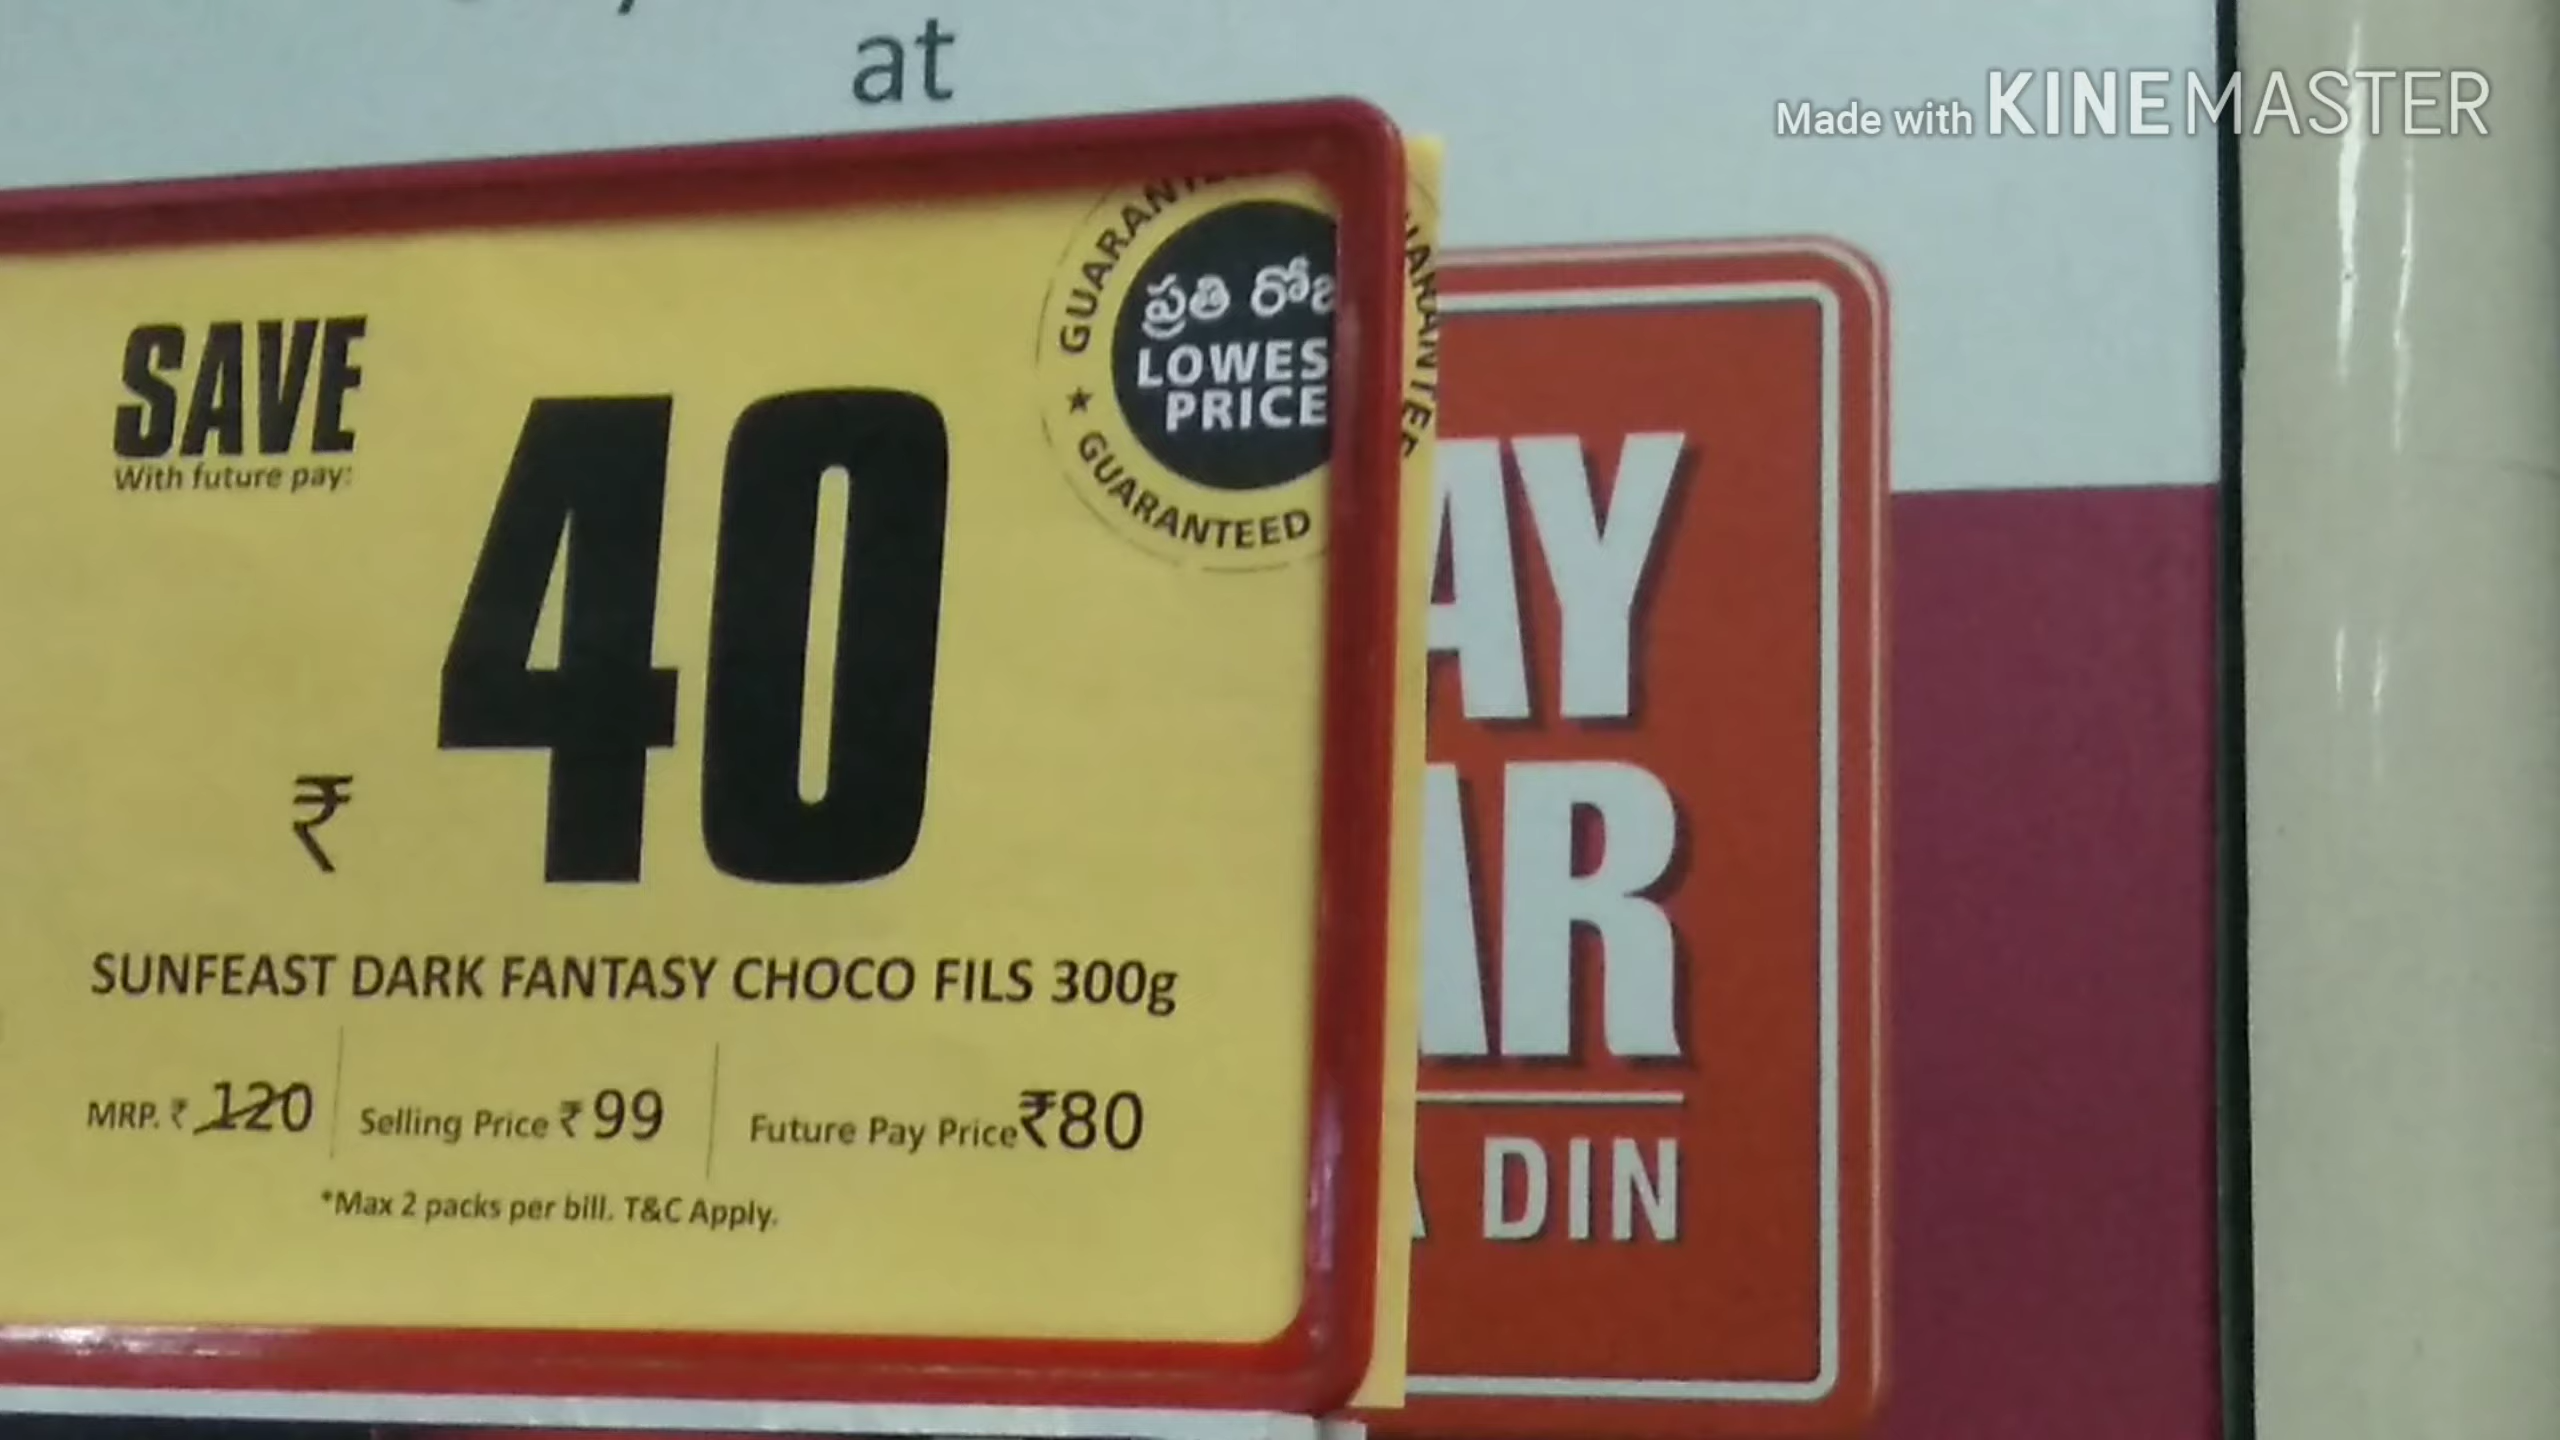 at
Made with KINEMASTER
SAVE
With future pay:
₹ 40
GUARANTEED
ప్రతి రోజు
LOWEST
PRICE
★ GUARANTEED
SUNFEAST DARK FANTASY CHOCO FILS 300g
MRP. ₹ 120
Selling Price ₹ 99
Future Pay Price ₹80
*Max 2 packs per bill. T&C Apply.
AY
AR
A DIN